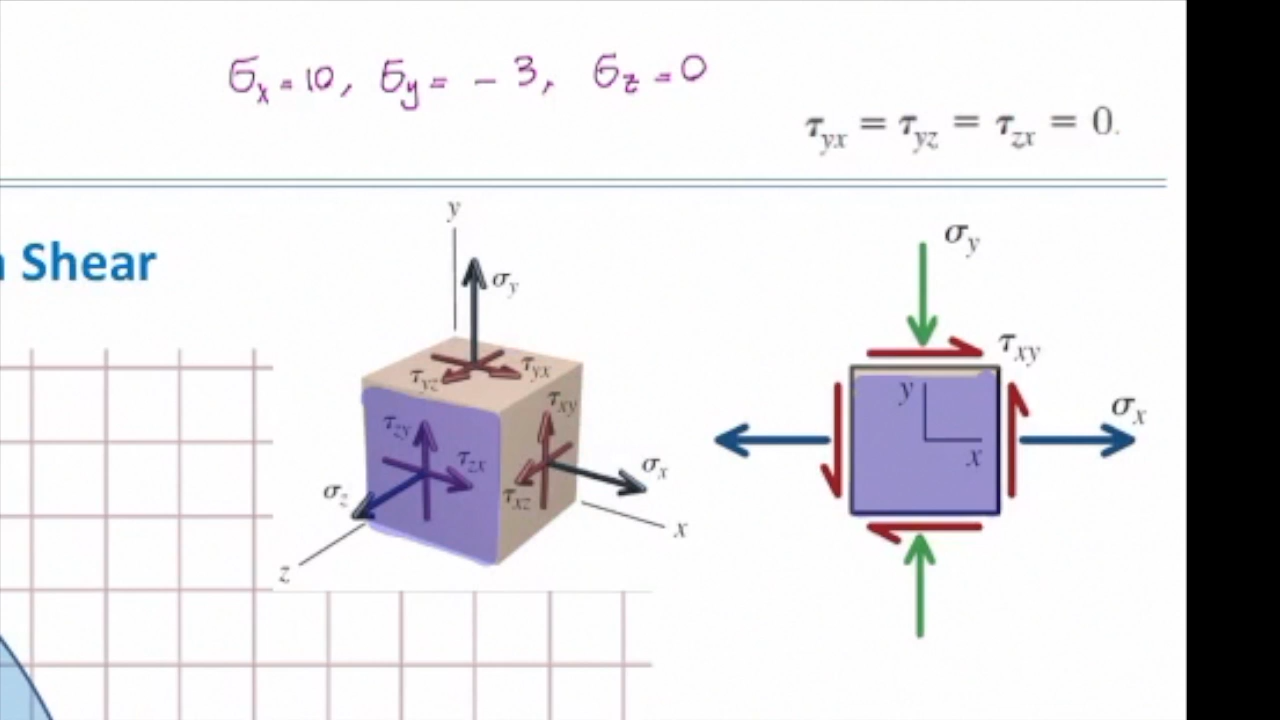 σx = 10, σy = - 3, σz = 0
τyx = τyz = τzx = 0.
Shear
y
σy
τyz
τyx
τxy
τzy
τzx
τxz
σz
σx
x
z
σy
τxy
y
σx
x